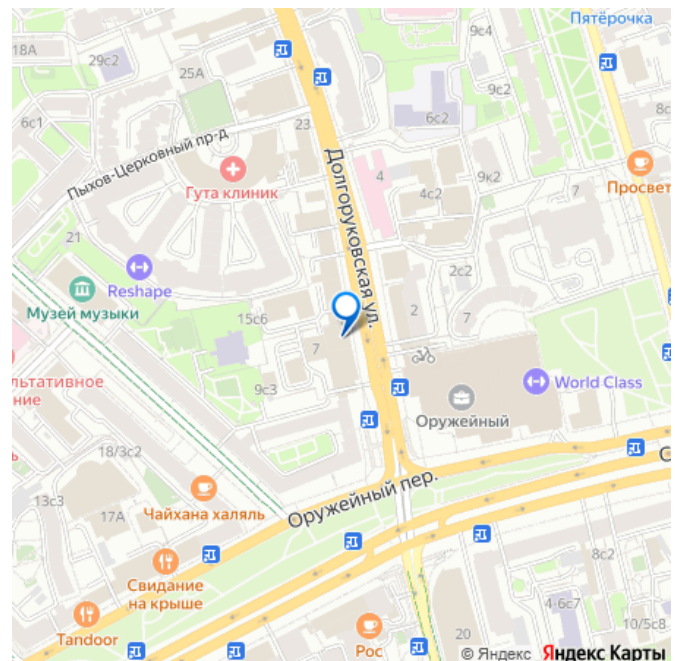 Пятёрочка
18А
29с2
9с4
25А
9с2
8с
6с1
23
6с2
Пыхов-Церковный пр-д
Долгоруковская ул.
Гута клиник
4
4с2
9к2
7
Просвет
21
2с2
Reshape
Музей музыки
15с6
2
7
7
льтативное
ние
9с3
World Class
Оружейный
ь
18/3с2
С
13с3
17А
Чайхана халяль
Оружейный пер.
8с2
Свидание
на крыше
4-6с7
Tandoor
Рос
20
10/5с8
© Яндекс Яндекс Карты